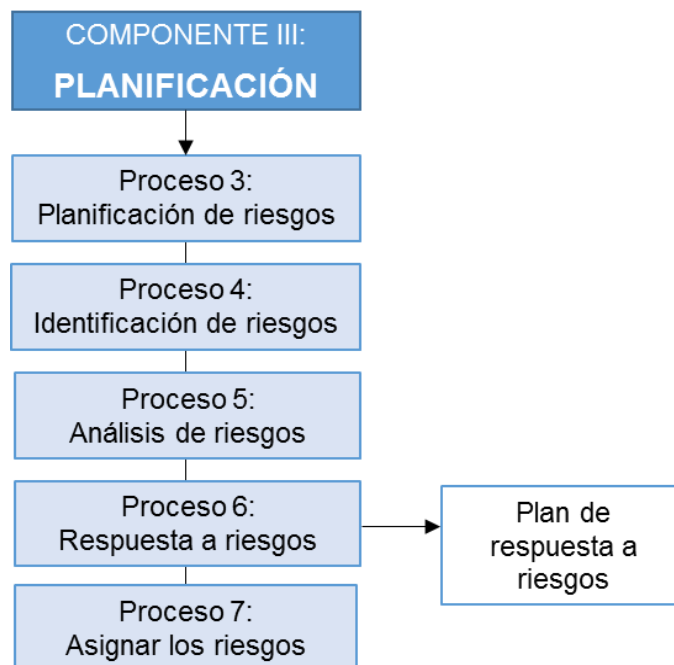 COMPONENTE III:
PLANIFICACIÓN
Proceso 3:
Planificación de riesgos
Proceso 4:
Identificación de riesgos
Proceso 5:
Análisis de riesgos
Proceso 6:
Respuesta a riesgos
Plan de
respuesta a
riesgos
Proceso 7:
Asignar los riesgos